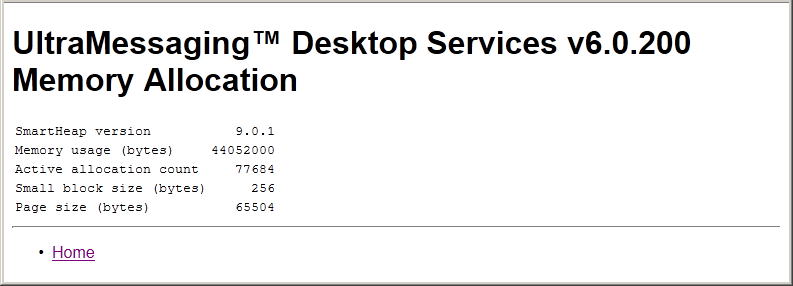 UltraMessaging™ Desktop Services v6.0.200
Memory Allocation
SmartHeap version 9.0.1
Memory usage (bytes) 44052000
Active allocation count 77684
Small block size (bytes) 256
Page size (bytes) 65504
• Home